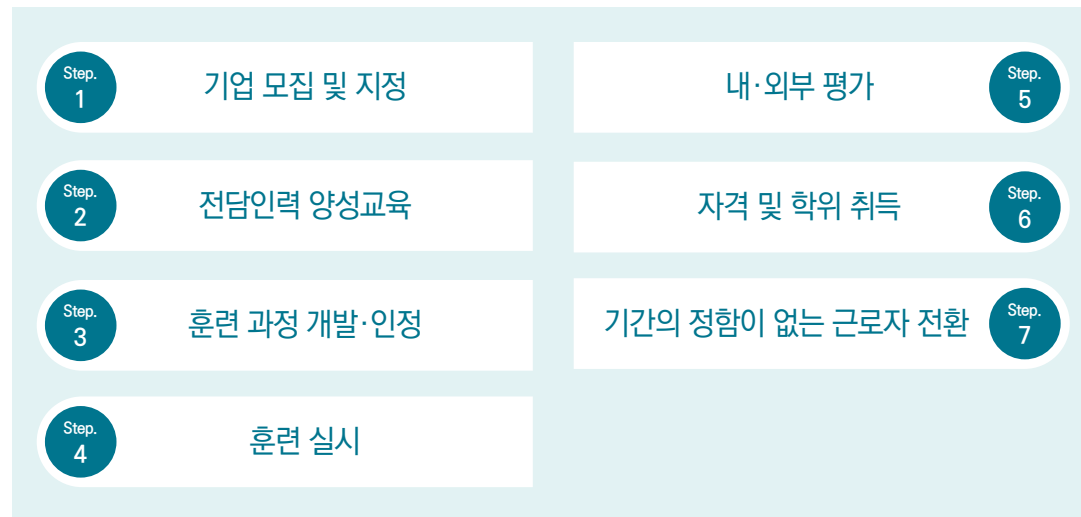 Step.
1
기업 모집 및 지정
Step.
2
전담인력 양성교육
Step.
3
훈련 과정 개발·인정
Step.
4
훈련 실시
내·외부 평가
Step.
5
자격 및 학위 취득
Step.
6
기간의 정함이 없는 근로자 전환
Step.
7